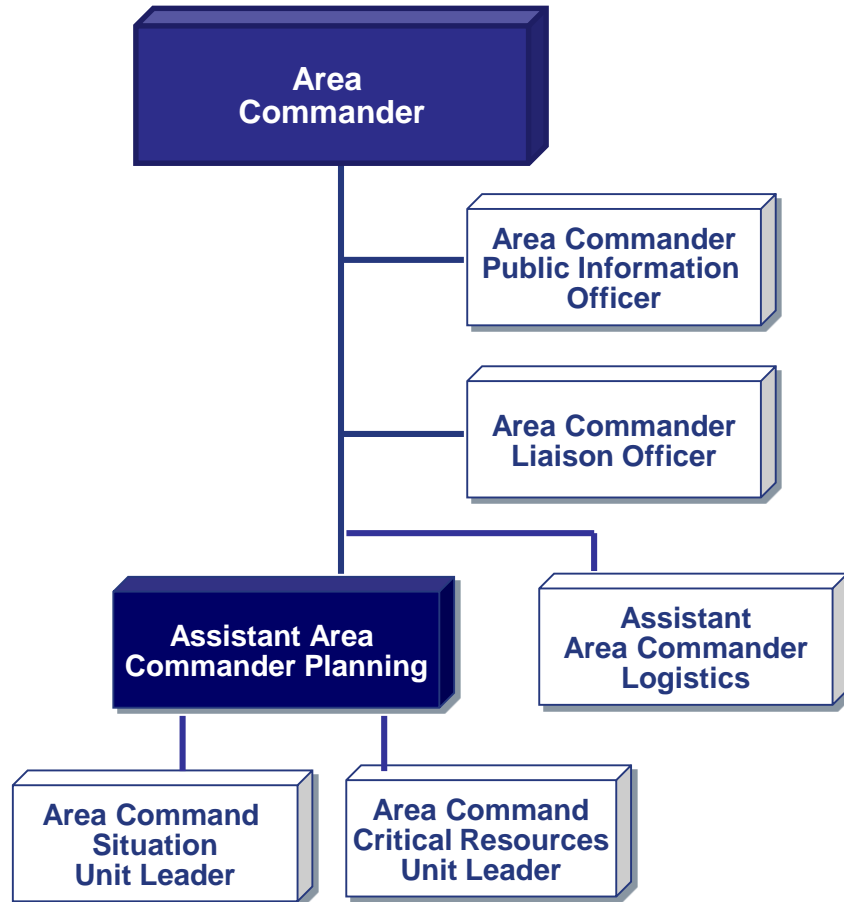 Area
Commander
Area Commander
Public Information
Officer
Area Commander
Liaison Officer
Assistant Area
Commander Planning
Assistant
Area Commander
Logistics
Area Command
Situation
Unit Leader
Area Command
Critical Resources
Unit Leader